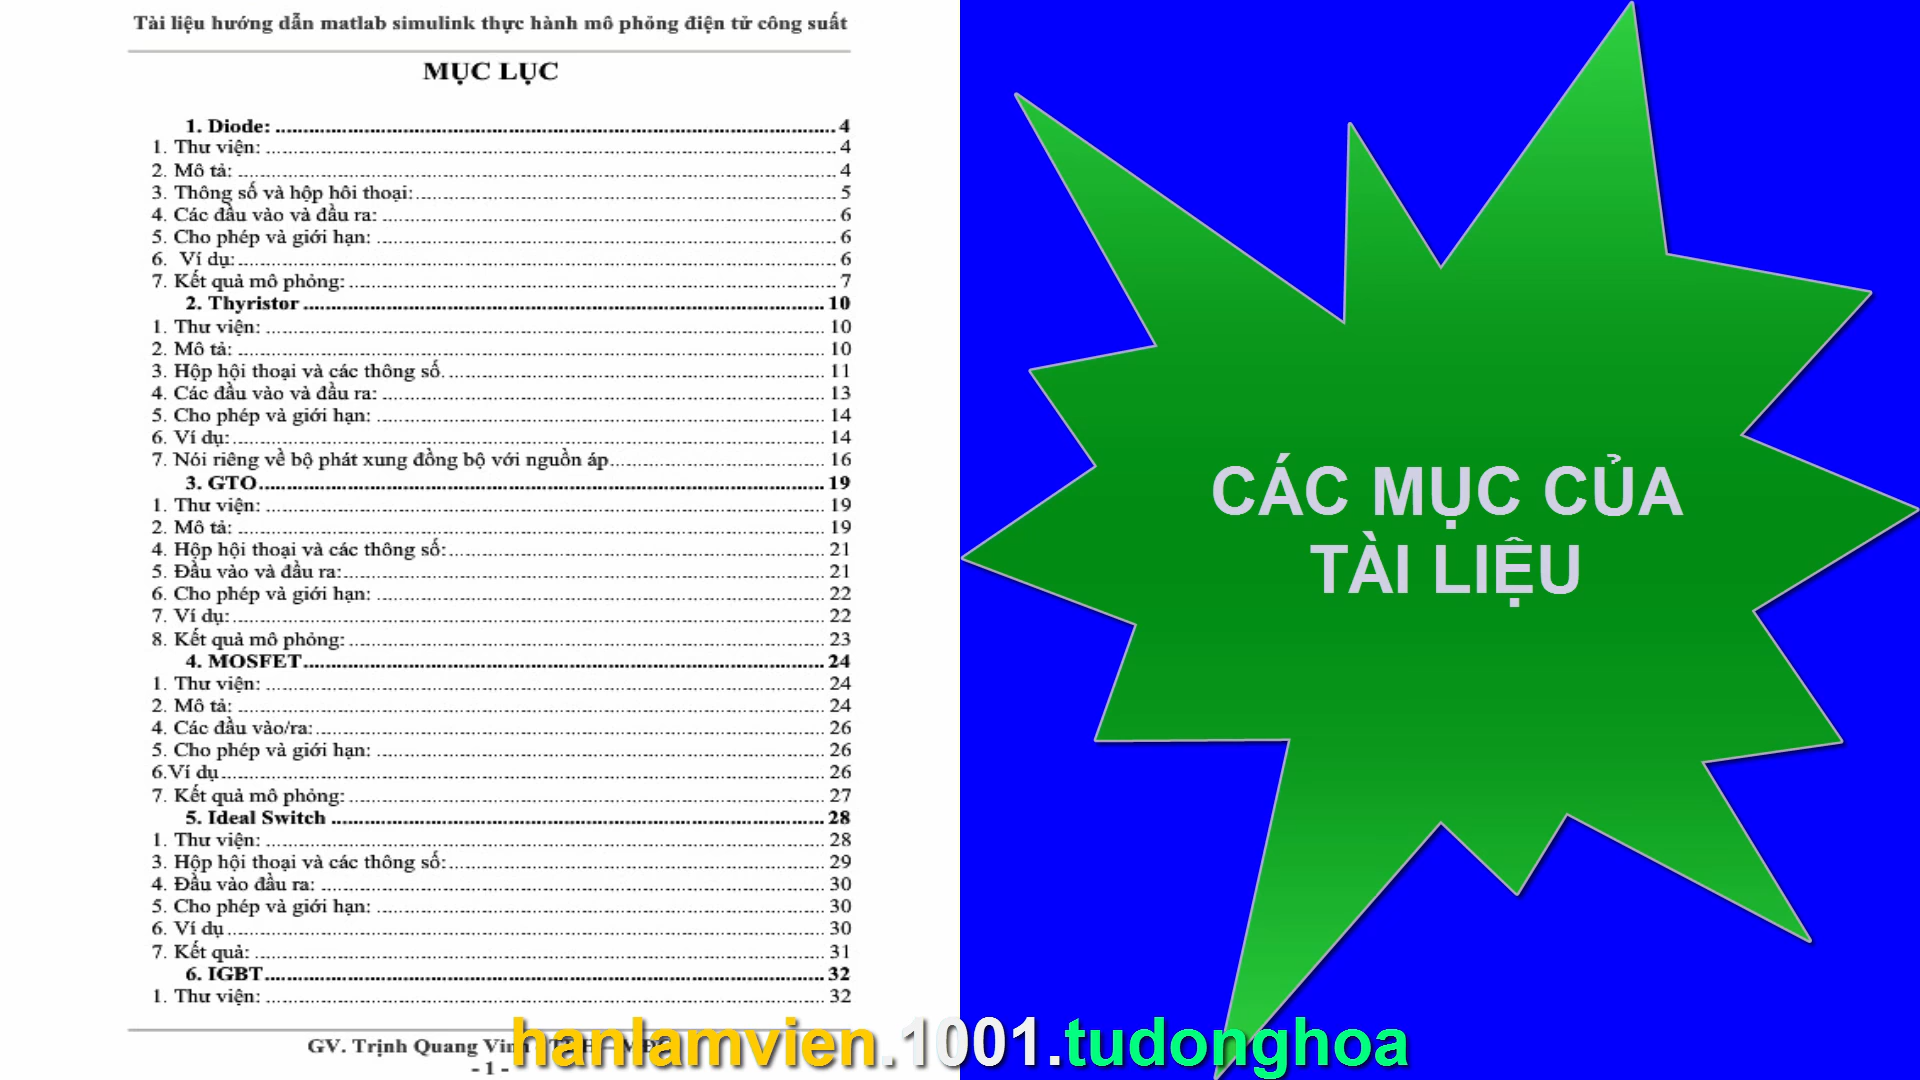 Tài liệu hướng dẫn matlab simulink thực hành mô phỏng điện tử công suất
MỤC LỤC
1. Diode: ........ 4
1. Thư viện: ........ 4
2. Mô tả: ........ 4
3. Thông số và hộp hôi thoại: ........ 5
4. Các đầu vào và đầu ra: ........ 6
5. Cho phép và giới hạn: ........ 6
6. Ví dụ: ........ 6
7. Kết quả mô phỏng: ........ 7
2. Thyristor ........ 10
1. Thư viện: ........ 10
2. Mô tả: ........ 10
3. Hộp hội thoại và các thông số. ........ 11
4. Các đầu vào và đầu ra: ........ 13
5. Cho phép và giới hạn: ........ 14
6. Ví dụ: ........ 14
7. Nói riêng về bộ phát xung đồng bộ với nguồn áp ........ 16
3. GTO ........ 19
1. Thư viện: ........ 19
2. Mô tả: ........ 19
4. Hộp hội thoại và các thông số: ........ 21
5. Đầu vào và đầu ra: ........ 21
6. Cho phép và giới hạn: ........ 22
7. Ví dụ: ........ 22
8. Kết quả mô phỏng: ........ 23
4. MOSFET ........ 24
1. Thư viện: ........ 24
2. Mô tả: ........ 24
4. Các đầu vào/ra: ........ 26
5. Cho phép và giới hạn: ........ 26
6.Ví dụ ........ 26
7. Kết quả mô phỏng: ........ 27
5. Ideal Switch ........ 28
1. Thư viện: ........ 28
3. Hộp hội thoại và các thông số: ........ 29
4. Đầu vào đầu ra: ........ 30
5. Cho phép và giới hạn: ........ 30
6. Ví dụ ........ 30
7. Kết quả: ........ 31
6. IGBT ........ 32
1. Thư viện: ........ 32
GV. Trịnh Quang Vinh
- 1 -
CÁC MỤC CỦA
TÀI LIỆU
hanlamvien.1001.tudonghoa